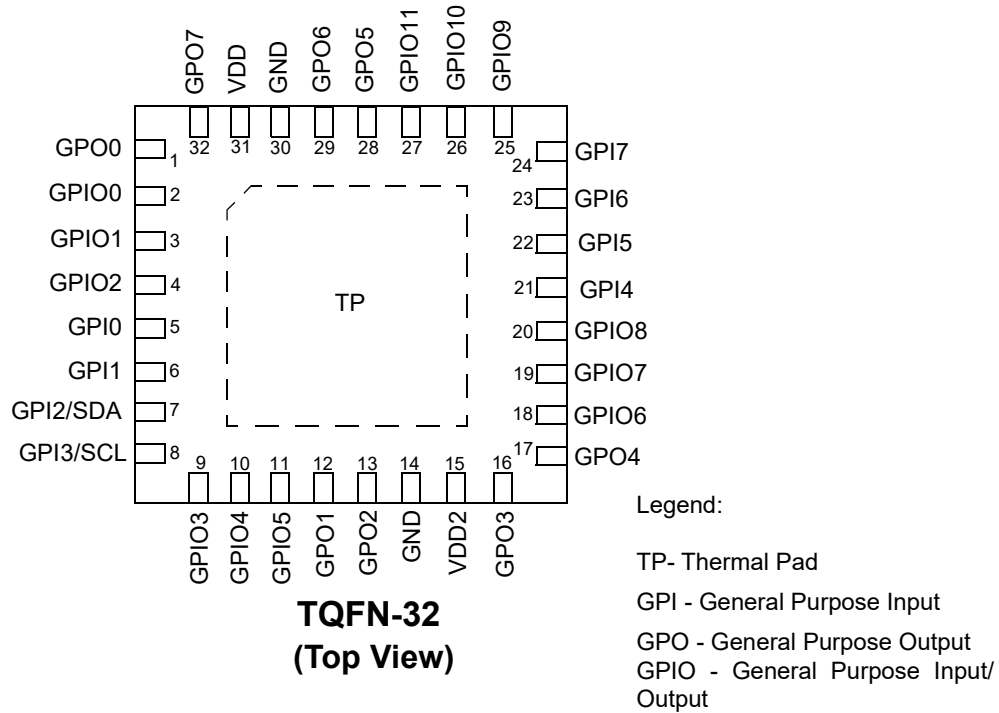 GPO7
VDD
GND
GPO6
GPO5
GPIO11
GPIO10
GPIO9
32
31
30
29
28
27
26
25
GPO0
1
GPIO0
2
GPIO1
3
GPIO2
4
GPI0
5
GPI1
6
GPI2/SDA
7
GPI3/SCL
8
TP
24
GPI7
23
GPI6
22
GPI5
21
GPI4
20
GPIO8
19
GPIO7
18
GPIO6
17
GPO4
9
10
11
12
13
14
15
16
GPIO3
GPIO4
GPIO5
GPO1
GPO2
GND
VDD2
GPO3
TQFN-32
(Top View)
Legend:
TP- Thermal Pad
GPI - General Purpose Input
GPO - General Purpose Output
GPIO - General Purpose Input/
Output